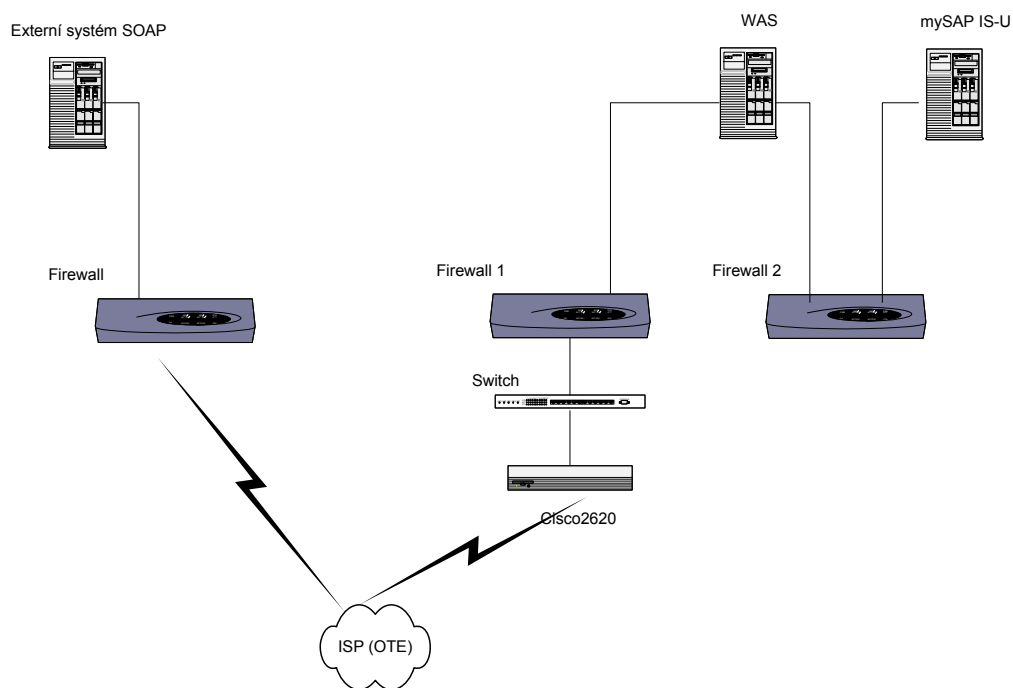 WAS
mySAP IS-U
Externí systém SOAP
Firewall
Firewall 1
Firewall 2
Switch
Cisco2620
ISP (OTE)